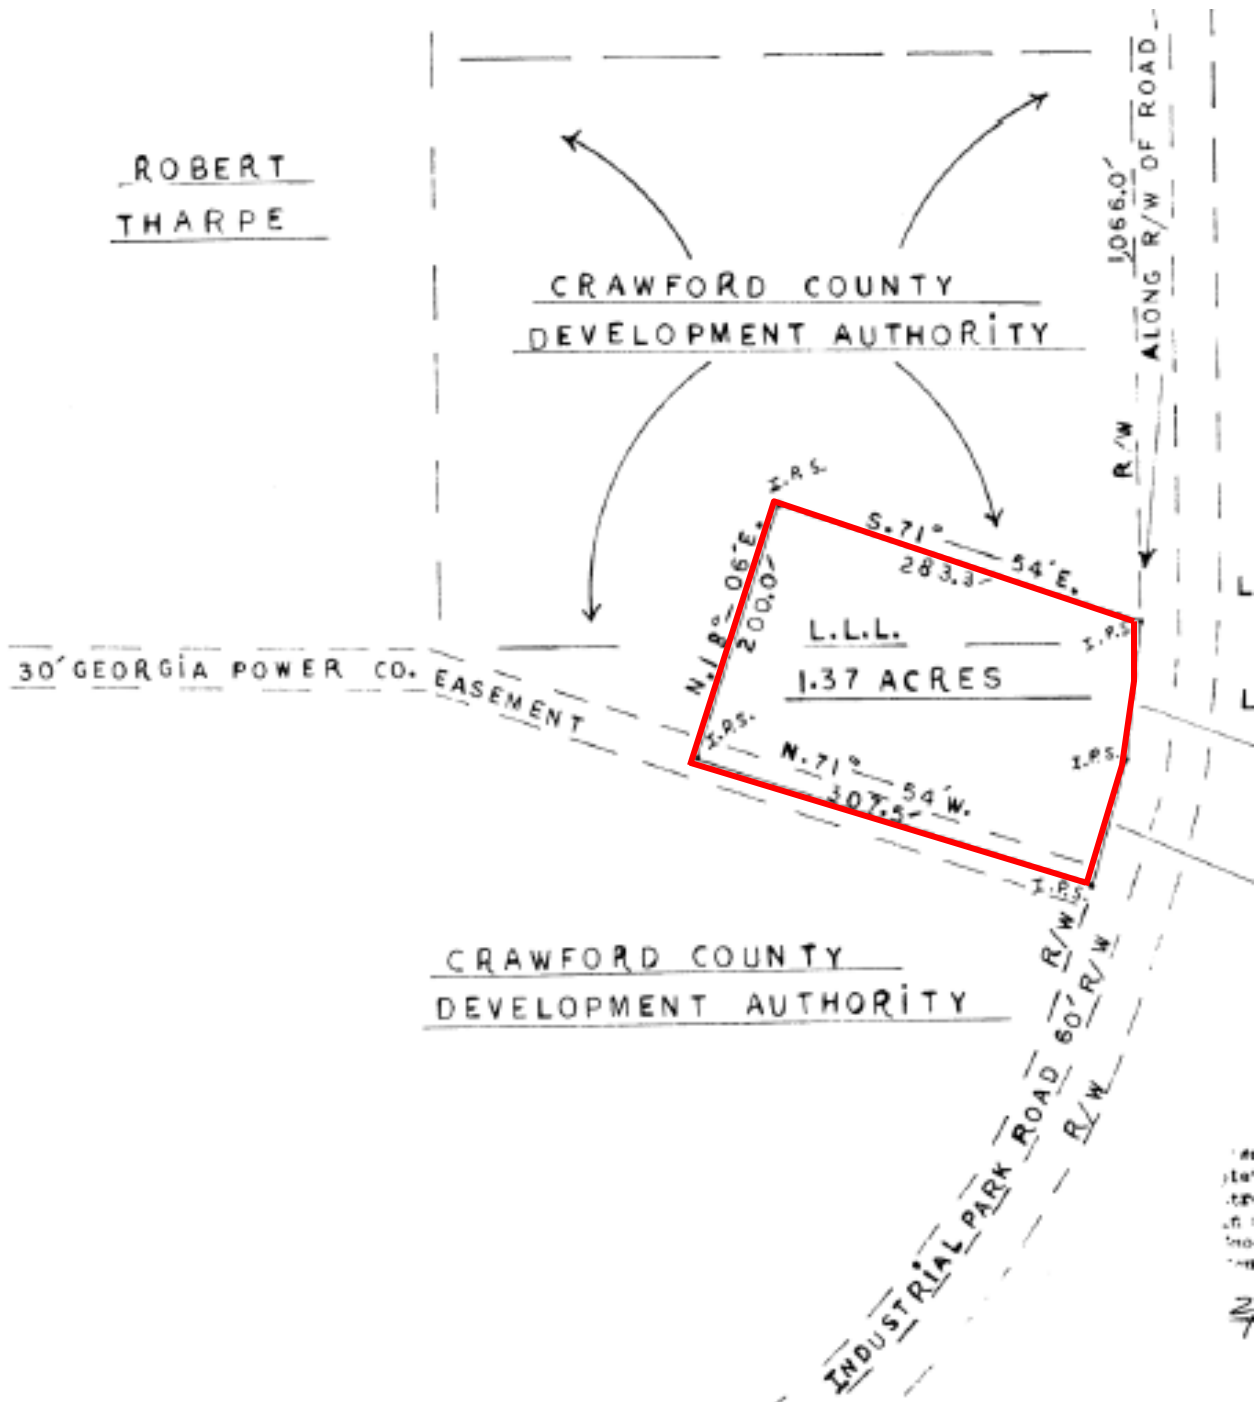 ROBERT
THARPE
1,066.0′
ALONG R/W OF ROAD
CRAWFORD COUNTY
DEVELOPMENT AUTHORITY
R/W
I.P.S.
S. 71° 54′ E.
283.3
N. 18° 06′ E.
200.0
L.L.L.
1.37 ACRES
I.P.S.
L
30′ GEORGIA POWER CO. EASEMENT
L
I.P.S.
N. 71° 54′ W.
307.5
I.P.S.
I.P.S.
CRAWFORD COUNTY
DEVELOPMENT AUTHORITY
R/W
INDUSTRIAL PARK ROAD 60′ R/W
R/W